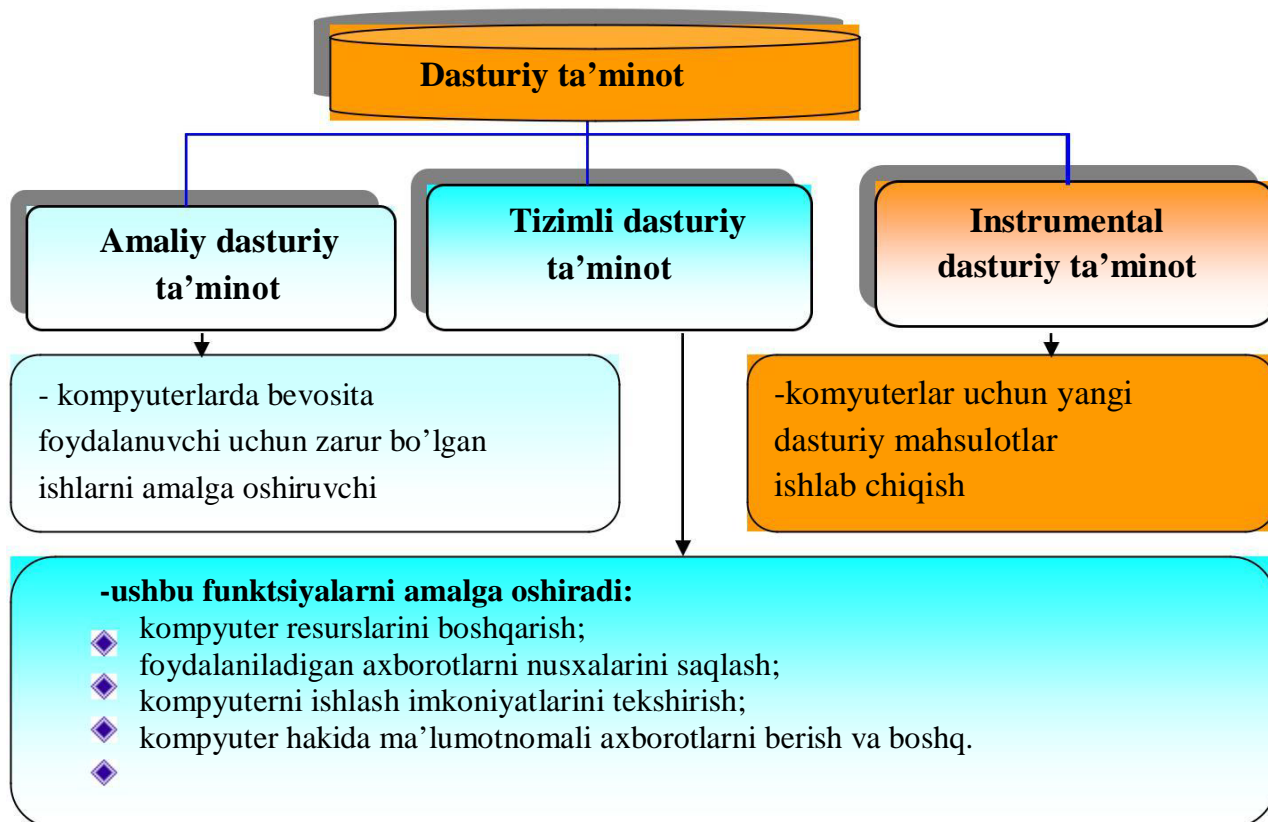 Dasturiy ta’minot
Amaliy dasturiy
ta’minot
Tizimli dasturiy
ta’minot
Instrumental
dasturiy ta’minot
- kompyuterlarda bevosita
foydalanuvchi uchun zarur bo’lgan
ishlarni amalga oshiruvchi
-komyuterlar uchun yangi
dasturiy mahsulotlar
ishlab chiqish
-ushbu funktsiyalarni amalga oshiradi:
kompyuter resurslarini boshqarish;
foydalaniladigan axborotlarni nusxalarini saqlash;
kompyuterni ishlash imkoniyatlarini tekshirish;
kompyuter hakida ma’lumotnomali axborotlarni berish va boshq.